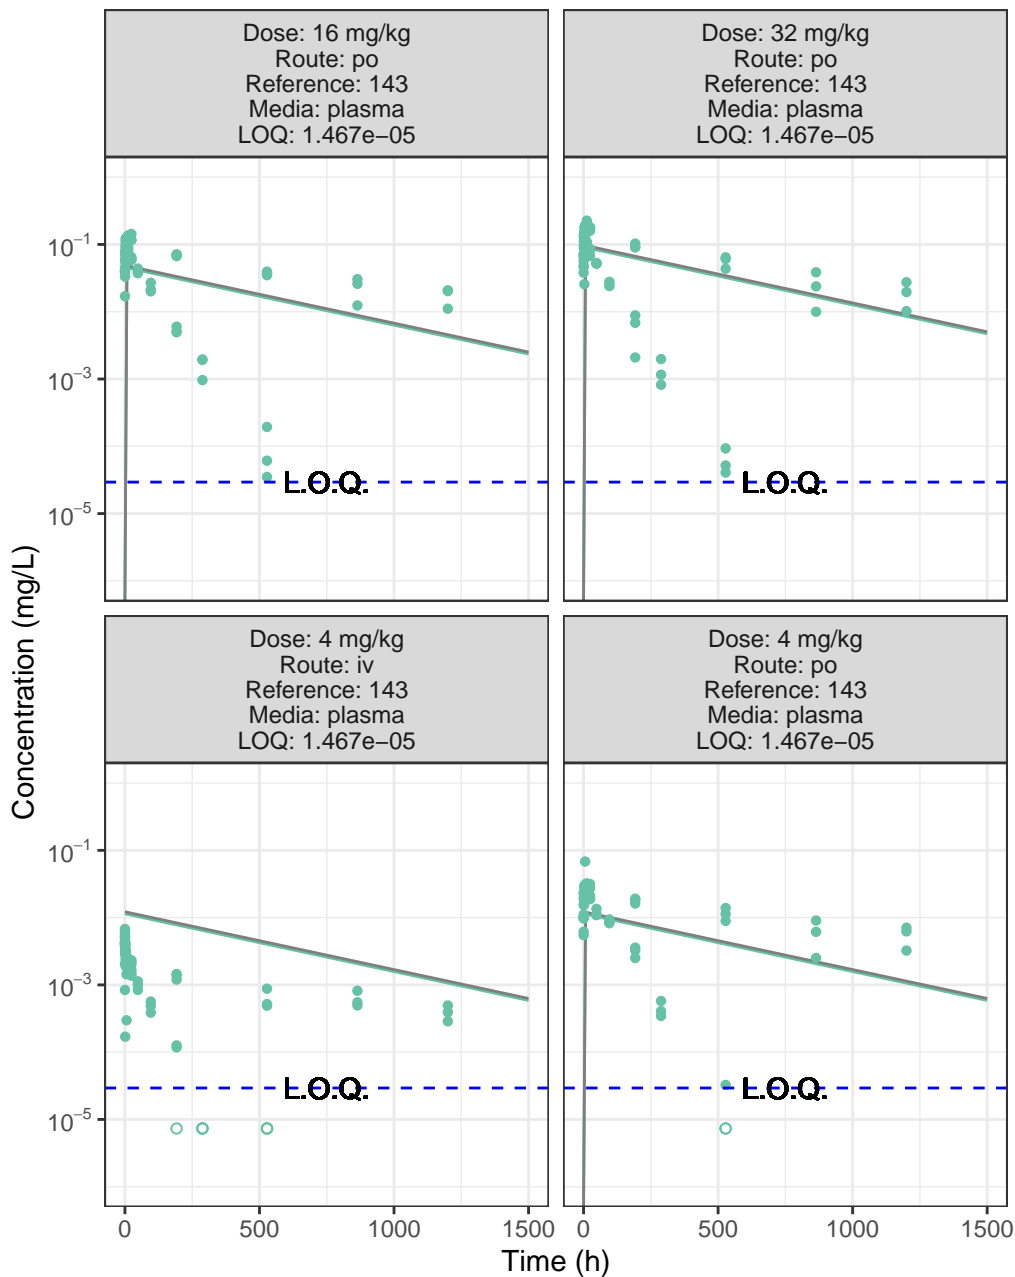 Dose: 16 mg/kg
Route: po
Reference: 143
Media: plasma
LOQ: 1.467e−05
Dose: 32 mg/kg
Route: po
Reference: 143
Media: plasma
LOQ: 1.467e−05
10−1
10−3
10−5
L.O.Q.
L.O.Q.
Dose: 4 mg/kg
Route: iv
Reference: 143
Media: plasma
LOQ: 1.467e−05
Dose: 4 mg/kg
Route: po
Reference: 143
Media: plasma
LOQ: 1.467e−05
10−1
10−3
10−5
L.O.Q.
L.O.Q.
0 500 1000 1500 0 500 1000 1500
Time (h)
Concentration (mg/L)